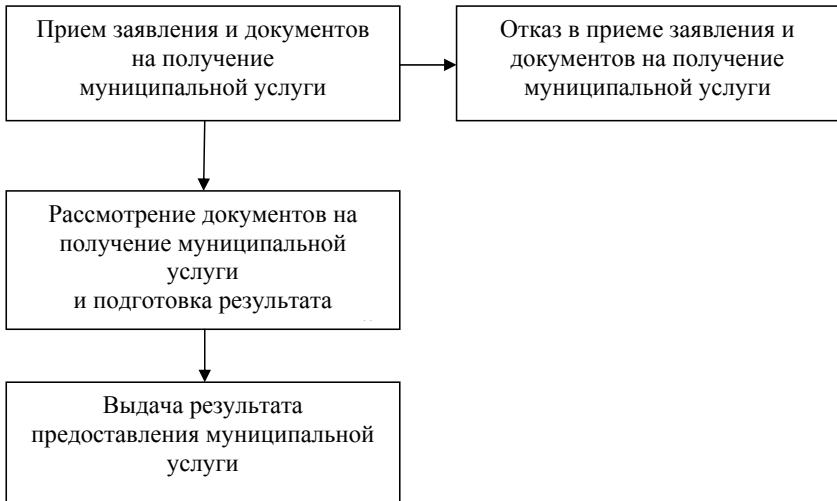 Прием заявления и документов
на получение
муниципальной услуги
Отказ в приеме заявления и
документов на получение
муниципальной услуги
Рассмотрение документов на
получение муниципальной
услуги
и подготовка результата
Выдача результата
предоставления муниципальной
услуги